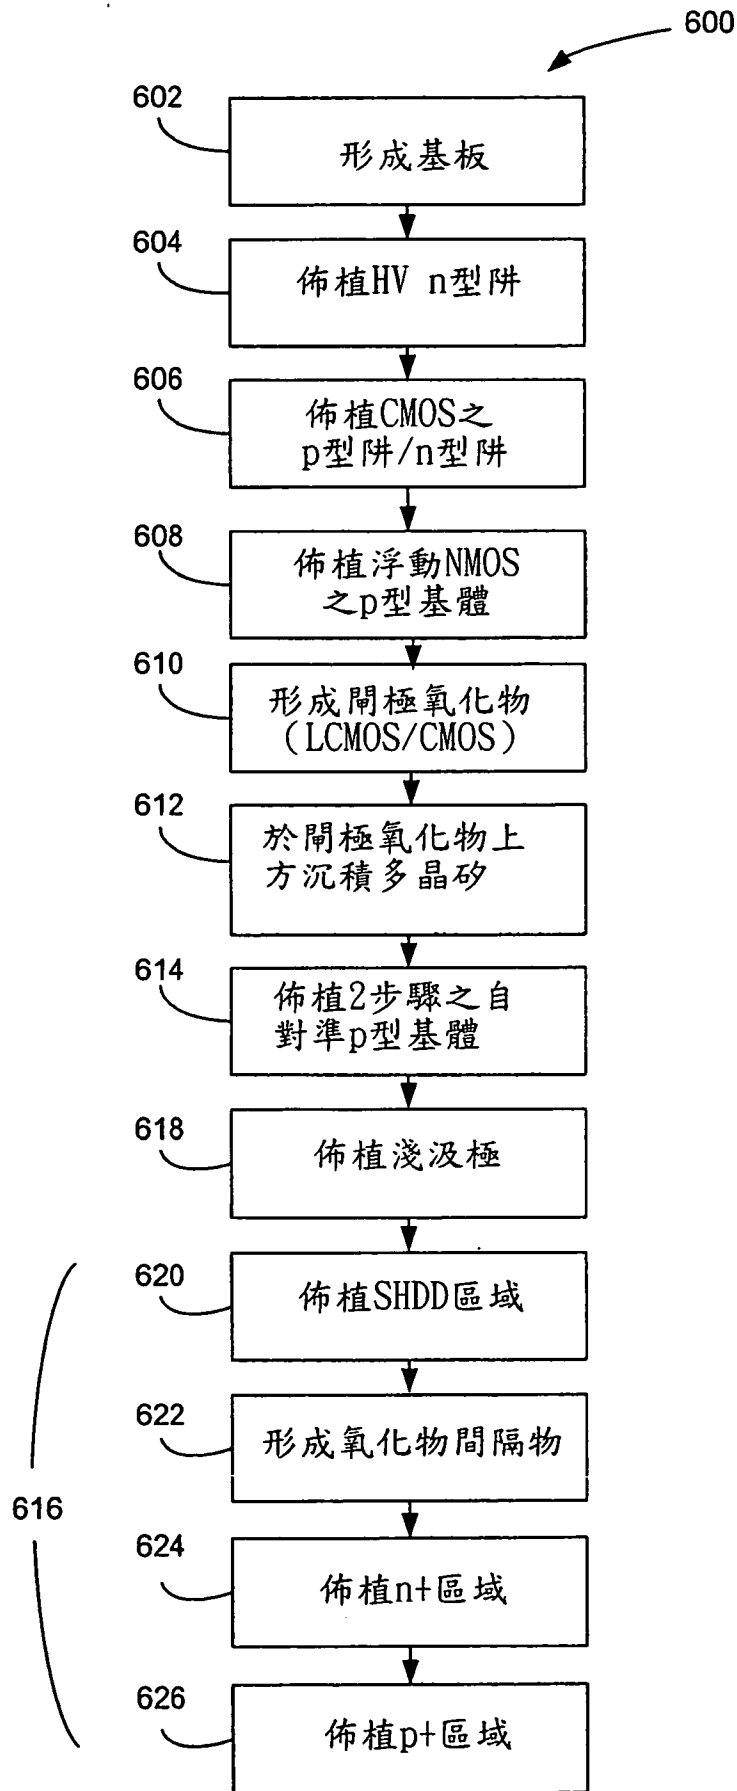 600
602
形成基板
604
佈植HV n型阱
606
佈植CMOS之
p型阱/n型阱
608
佈植浮動NMOS
之p型基體
610
形成閘極氧化物
(LCMOS/CMOS)
612
於閘極氧化物上
方沉積多晶矽
614
佈植2步驟之自
對準p型基體
618
佈植淺汲極
620
佈植SHDD區域
622
形成氧化物間隔物
616
624
佈植n+區域
626
佈植p+區域